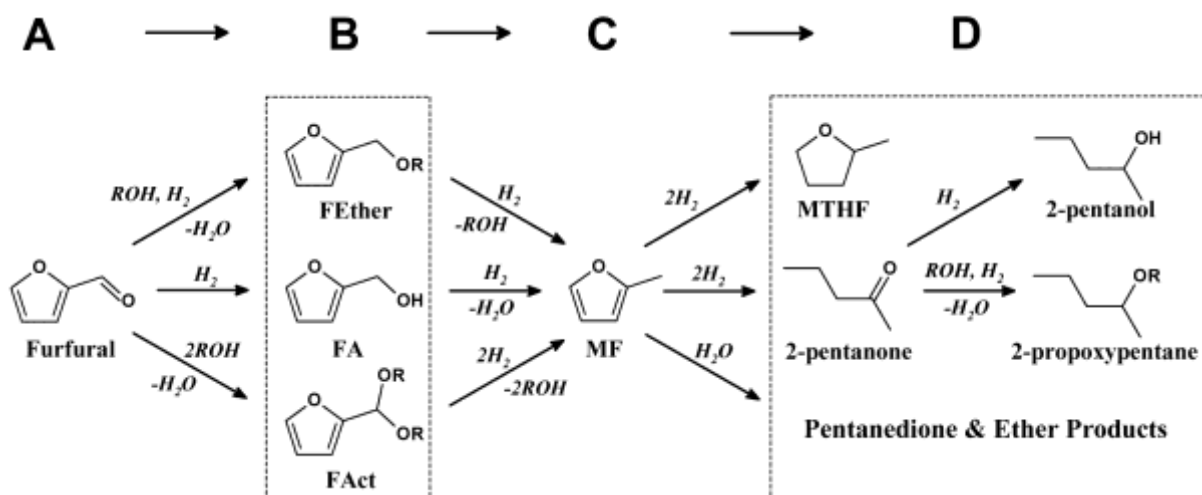 A B C D
O OR
FEther
ROH, H2
-H2O
H2
-ROH
2H2
O
MTHF
OH
2-pentanol
H2
O O
Furfural
H2
O OH
FA
H2
-H2O
O
MF
2H2
O
2-pentanone
ROH, H2
-H2O
OR
2-propoxypentane
2ROH
-H2O
O OR
OR
FAct
2H2
-2ROH
H2O
Pentanedione & Ether Products